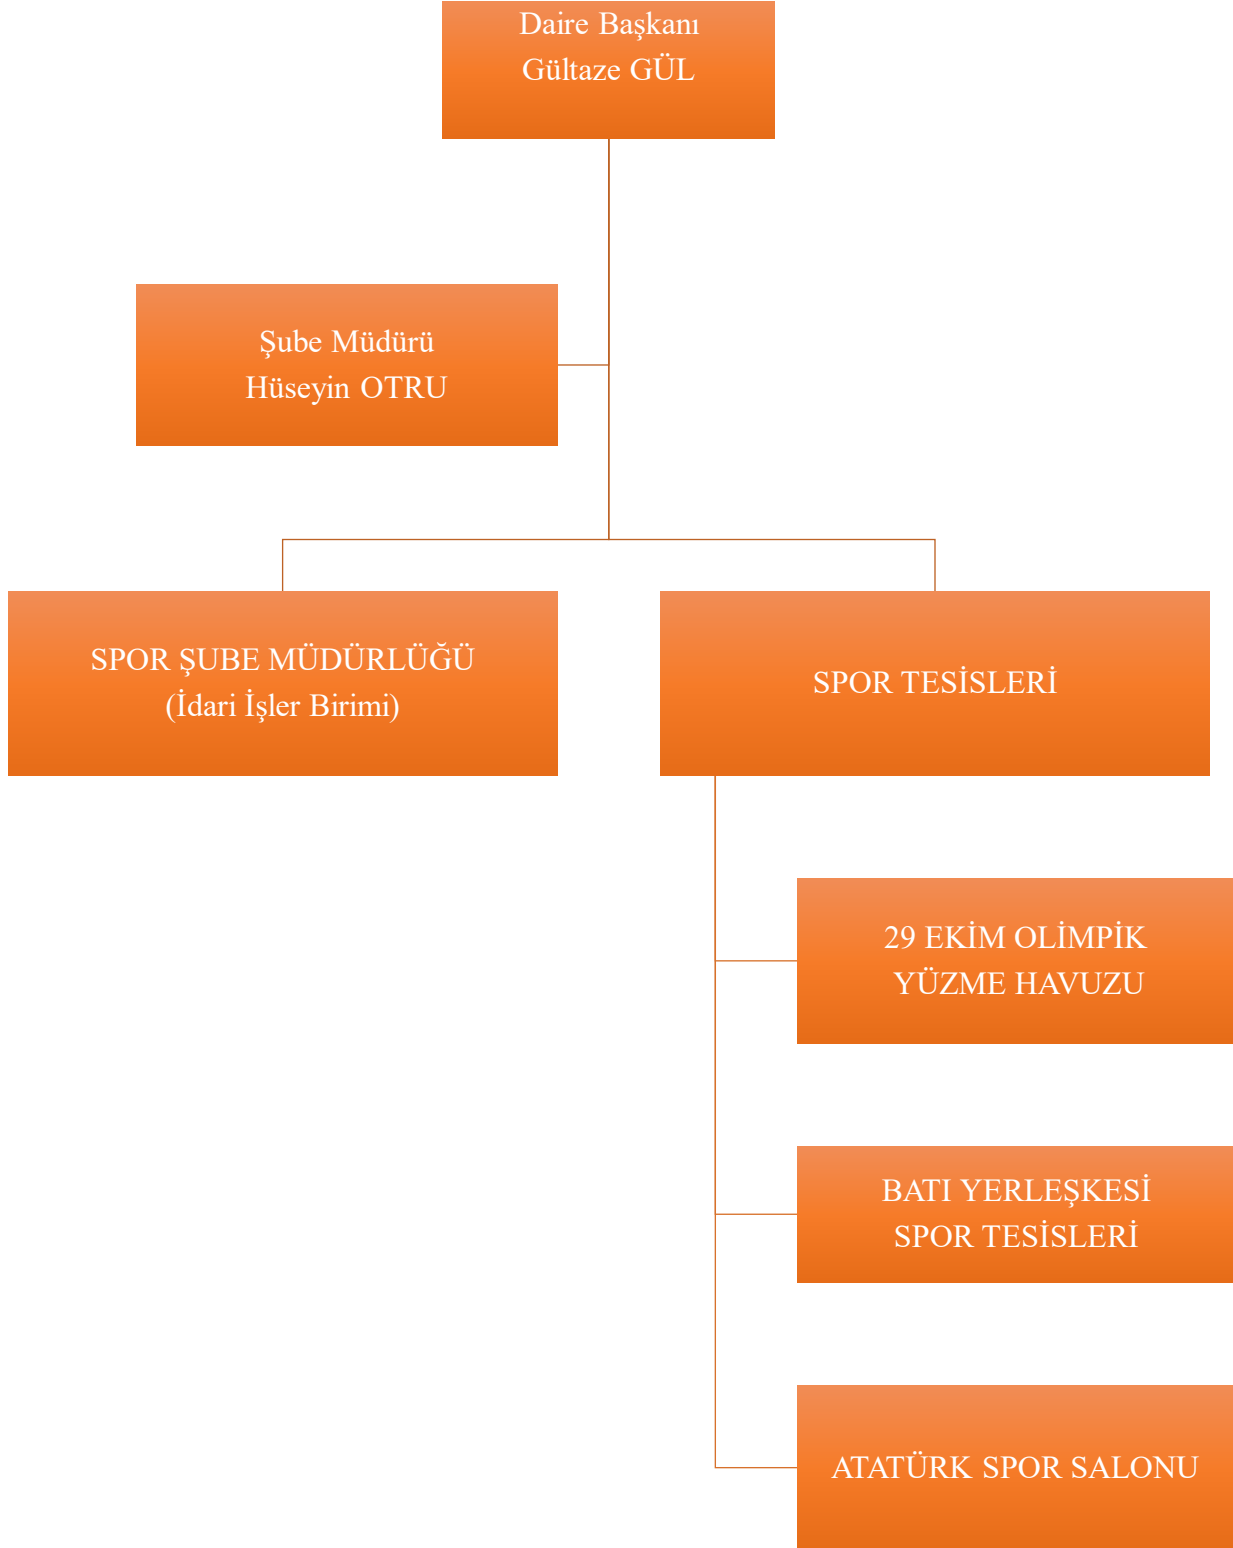 Daire Başkanı
Gültaze GÜL
Şube Müdürü
Hüseyin OTRU
SPOR ŞUBE MÜDÜRLÜĞÜ
(İdari İşler Birimi)
SPOR TESİSLERİ
29 EKİM OLİMPİK
YÜZME HAVUZU
BATI YERLEŞKESİ
SPOR TESİSLERİ
ATATÜRK SPOR SALONU